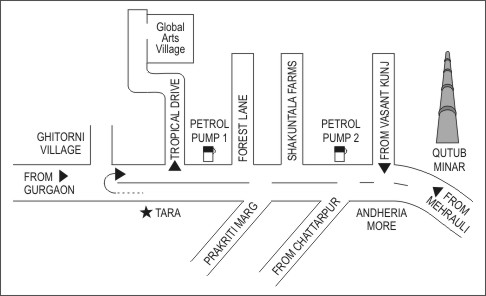 Global
Arts
Village
TROPICAL DRIVE
PETROL
PUMP 1
FOREST LANE
SHAKUNTALA FARMS
PETROL
PUMP 2
FROM VASANT KUNJ
QUTUB
MINAR
GHITORNI
VILLAGE
FROM
GURGAON
TARA
PRAKRITI MARG
FROM CHATTARPUR
ANDHERIA
MORE
FROM
MEHRAULI